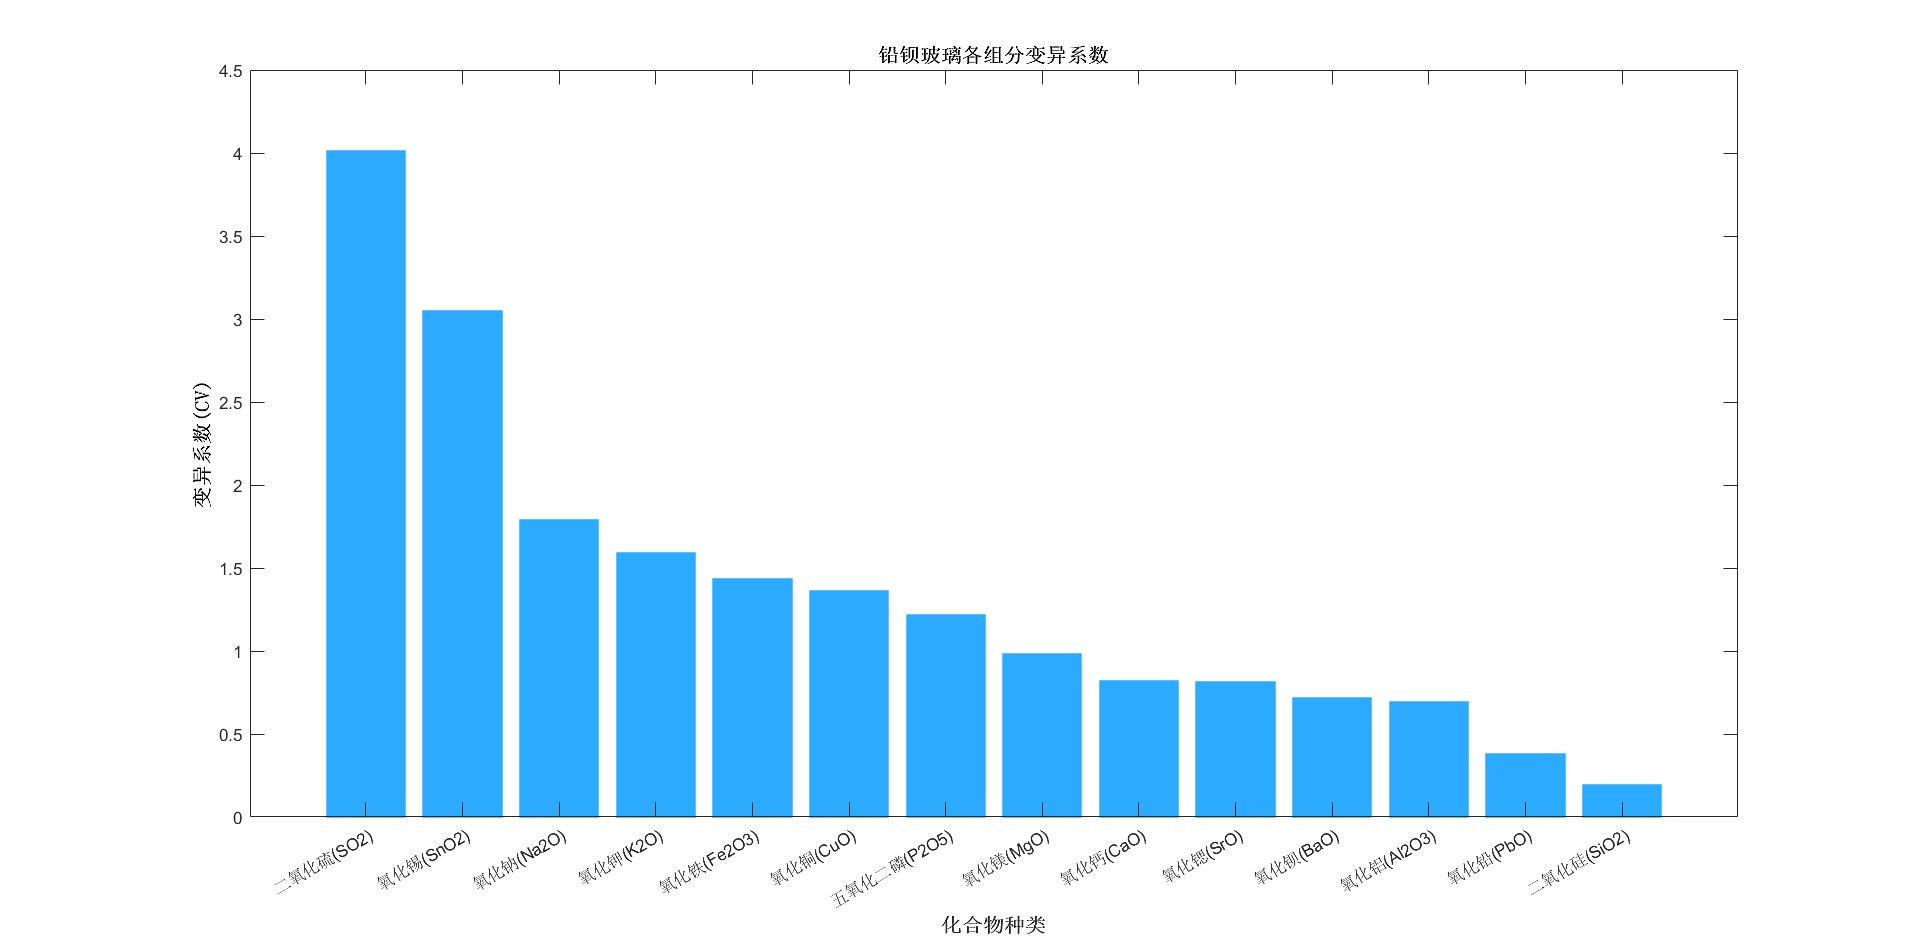 铅钡玻璃各组分变异系数
4.5
4
3.5
3
2.5
2
1.5
1
0.5
0
变异系数(CV)
二氧化硫(SO2)
氧化锡(SnO2)
氧化钠(Na2O)
氧化钾(K2O)
氧化铁(Fe2O3)
氧化铜(CuO)
五氧化二磷(P2O5)
氧化镁(MgO)
氧化钙(CaO)
氧化锶(SrO)
氧化钡(BaO)
氧化铝(Al2O3)
氧化铅(PbO)
二氧化硅(SiO2)
化合物种类